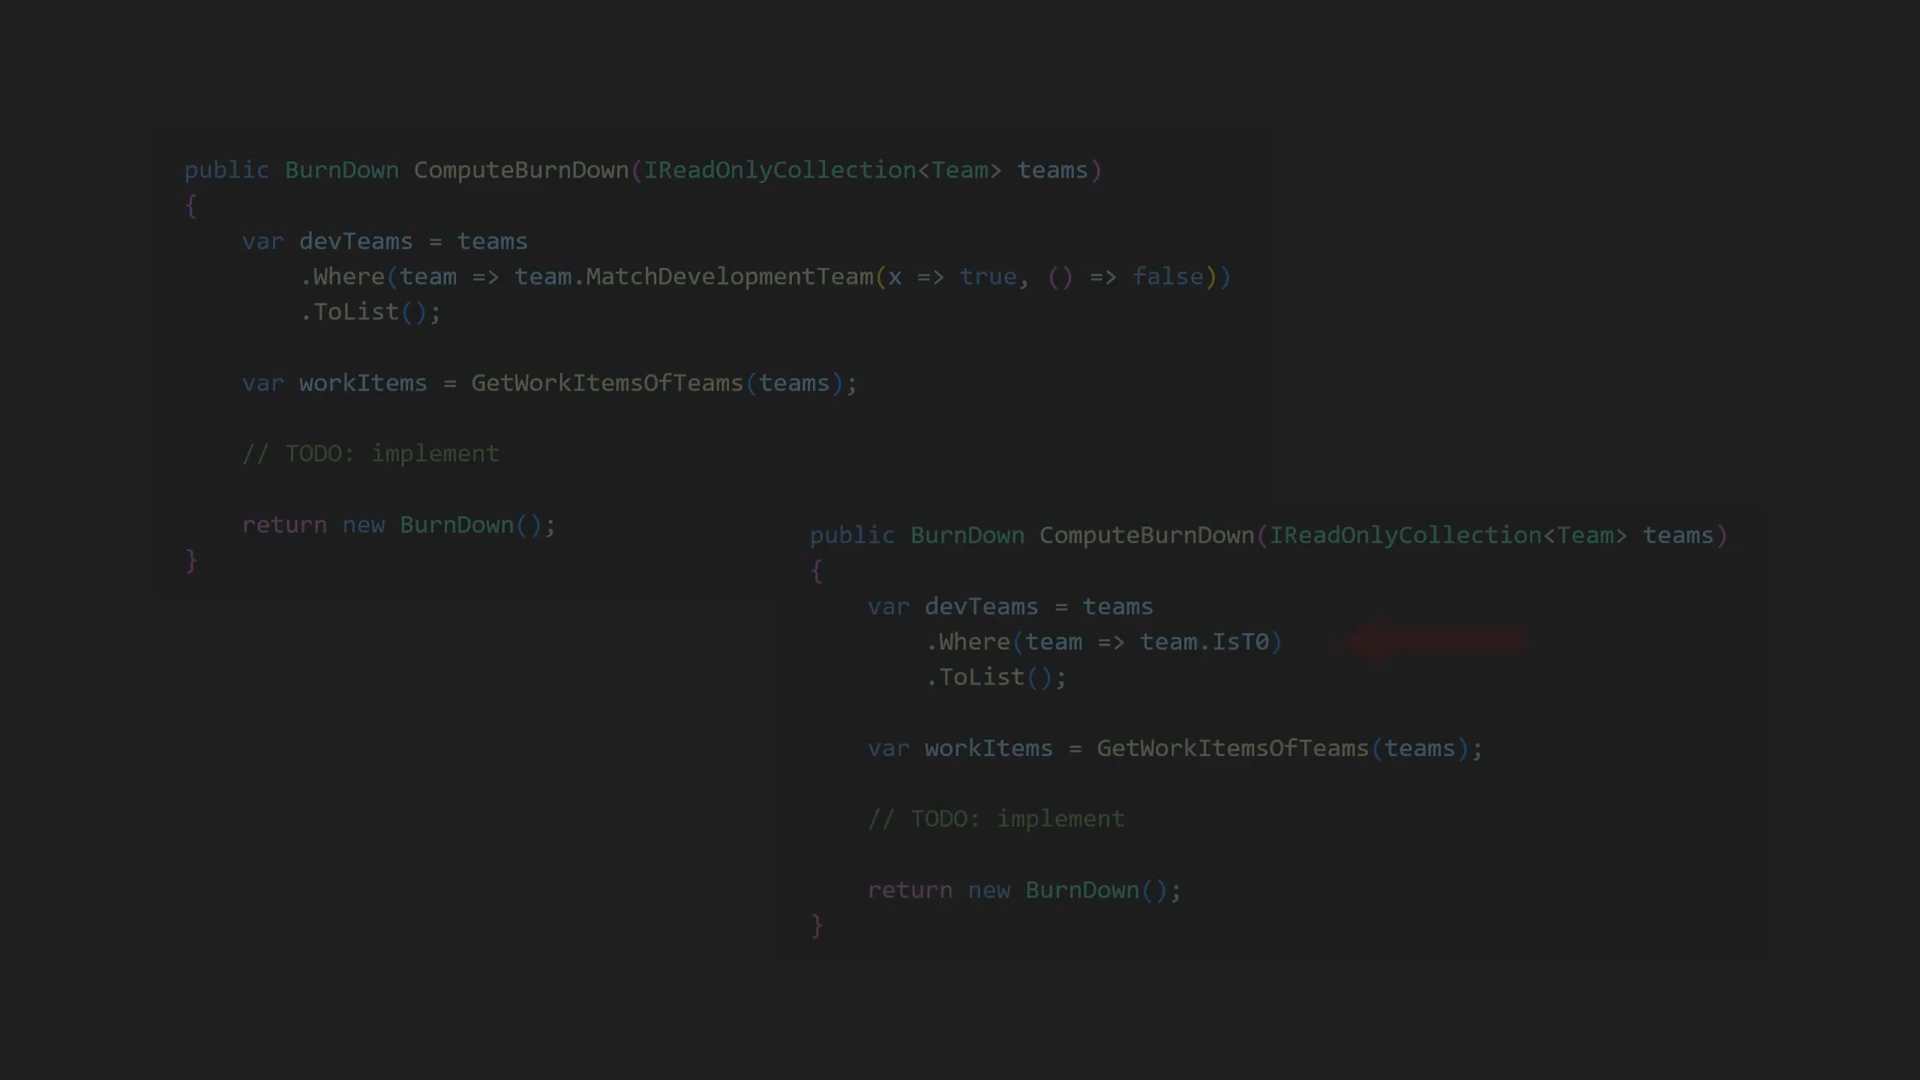 public BurnDown ComputeBurnDown(IReadOnlyCollection<Team> teams)
{
    var devTeams = teams
        .Where(team => team.MatchDevelopmentTeam(x => true, () => false))
        .ToList();

    var workItems = GetWorkItemsOfTeams(teams);

    // TODO: implement

    return new BurnDown();
}
public BurnDown ComputeBurnDown(IReadOnlyCollection<Team> teams)
{
    var devTeams = teams
        .Where(team => team.IsT0)
        .ToList();

    var workItems = GetWorkItemsOfTeams(teams);

    // TODO: implement

    return new BurnDown();
}